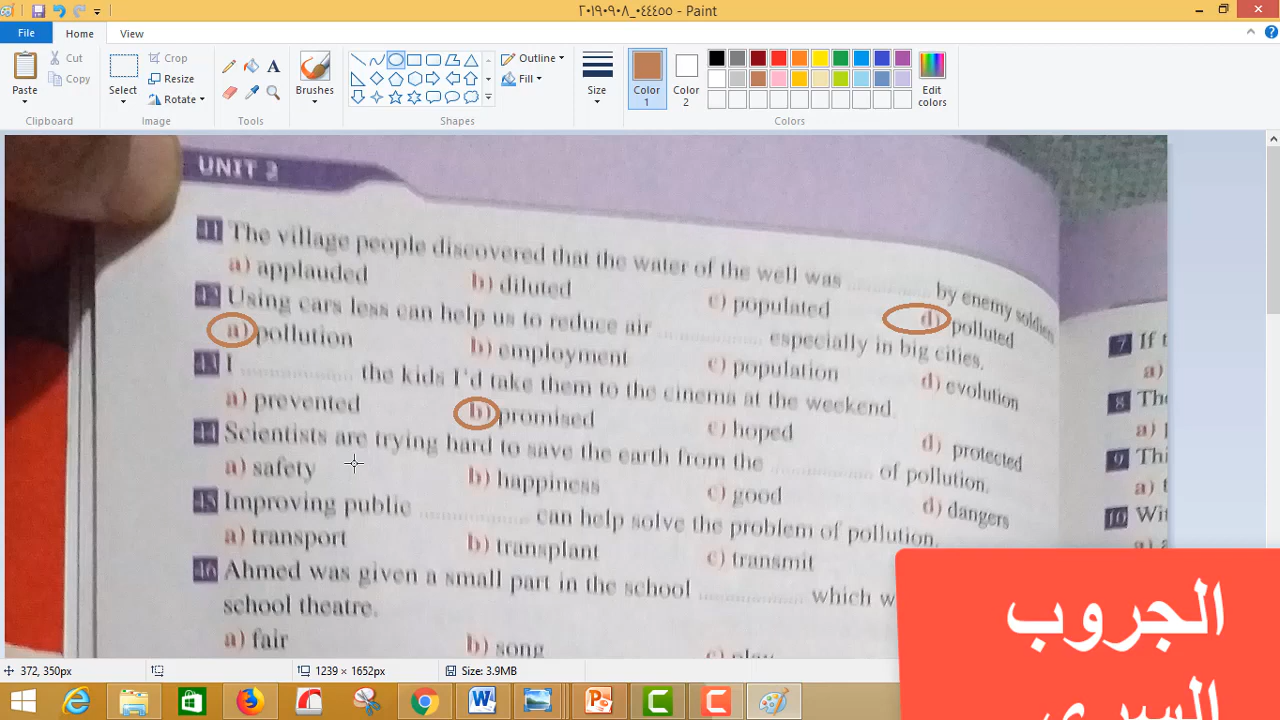 ٢٠١٩٠٩٠٨_٠٤٤٤٥٥ - Paint
File
Home
View
Paste
Cut
Copy
Clipboard
Select
Crop
Resize
Rotate
Image
Tools
Brushes
Shapes
Outline
Fill
Size
Color 1
Color 2
Edit colors
Colors
UNIT 2
41 The village people discovered that the water of the well was .............. by enemy soldiers
a) applauded b) diluted c) populated d) polluted
42 Using cars less can help us to reduce air .............. especially in big cities.
a) pollution b) employment c) population d) evolution
43 I .............. the kids I'd take them to the cinema at the weekend.
a) prevented b) promised c) hoped d) protected
44 Scientists are trying hard to save the earth from the .............. of pollution.
a) safety b) happiness c) good d) dangers
45 Improving public .............. can help solve the problem of pollution.
a) transport b) transplant c) transmit
46 Ahmed was given a small part in the school .............. which w
school theatre.
a) fair b) song c) play
7 If t
a)
8 The
a)
9 Thi
a) t
10 Wit
a) a
الجروب
السرى
372, 350px
1239 × 1652px
Size: 3.9MB